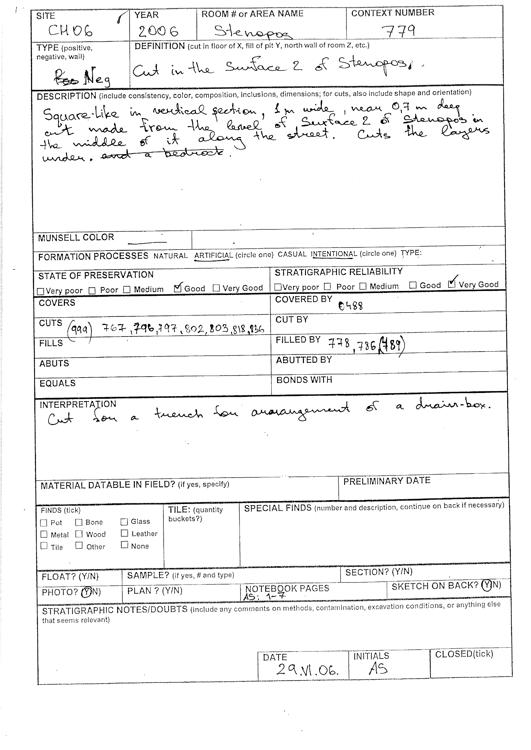 SITE YEAR ROOM # or AREA NAME CONTEXT NUMBER
CH06 2006 Stenopos 779
TYPE (positive, negative, wall) DEFINITION (cut in floor of X, fill of pit Y, north wall of room Z, etc.)
Neg Cut in the Surface 2 of Stenopos.
DESCRIPTION (include consistency, color, composition, inclusions, dimensions; for cuts, also include shape and orientation)
Square-like in vertical section, 1 m wide, near 0,7 m deep
cut made from the level of Surface 2 of Stenopos in
the middle of it along the street. Cuts the layers
under. and a bedrock.
MUNSELL COLOR
FORMATION PROCESSES NATURAL ARTIFICIAL (circle one) CASUAL INTENTIONAL (circle one) TYPE:
STATE OF PRESERVATION STRATIGRAPHIC RELIABILITY
☐ Very poor ☐ Poor ☐ Medium ☑ Good ☐ Very Good ☐ Very poor ☐ Poor ☐ Medium ☐ Good ☑ Very Good
COVERS COVERED BY 0488
CUTS (999) 767, 796, 797, 802, 803, 818, 836 CUT BY
FILLS FILLED BY 778, 786, (789)
ABUTS ABUTTED BY
EQUALS BONDS WITH
INTERPRETATION
Cut for a trench for ararangement of a drain-box.
MATERIAL DATABLE IN FIELD? (if yes, specify) PRELIMINARY DATE
FINDS (tick) TILE: (quantity buckets?) SPECIAL FINDS (number and description, continue on back if necessary)
☐ Pot ☐ Bone ☐ Glass
☐ Metal ☐ Wood ☐ Leather
☐ Tile ☐ Other ☐ None
FLOAT? (Y/N) SAMPLE? (if yes, # and type) SECTION? (Y/N)
PHOTO? (Y/N) PLAN ? (Y/N) NOTEBOOK PAGES AS: 1-7 SKETCH ON BACK? (Y/N)
STRATIGRAPHIC NOTES/DOUBTS (include any comments on methods, contamination, excavation conditions, or anything else
that seems relevant)
DATE INITIALS CLOSED(tick)
29.VI.06. AS